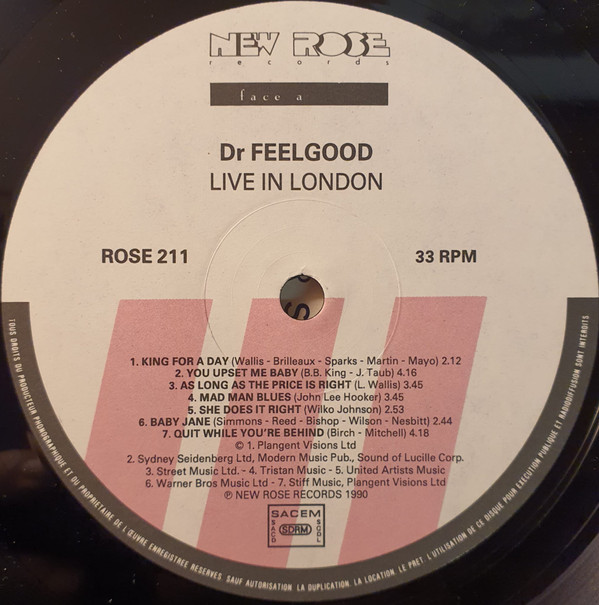 NEW ROSE
records
face a
Dr FEELGOOD
LIVE IN LONDON
ROSE 211
33 RPM
1. KING FOR A DAY (Wallis - Brilleaux - Sparks - Martin - Mayo) 2.12
2. YOU UPSET ME BABY (B.B. King - J. Taub) 4.16
3. AS LONG AS THE PRICE IS RIGHT (L. Wallis) 3.45
4. MAD MAN BLUES (John Lee Hooker) 3.45
5. SHE DOES IT RIGHT (Wilko Johnson) 2.53
6. BABY JANE (Simmons - Reed - Bishop - Wilson - Nesbitt) 2.44
7. QUIT WHILE YOU'RE BEHIND (Birch - Mitchell) 4.18
© 1. Plangent Visions Ltd
2. Sydney Seidenberg Ltd, Modern Music Pub., Sound of Lucille Corp.
3. Street Music Ltd. - 4. Tristan Music - 5. United Artists Music
6. Warner Bros Music Ltd - 7. Stiff Music, Plangent Visions Ltd
℗ NEW ROSE RECORDS 1990
SACEM
SACD
SDRM
SCDL
TOUS DROITS DU PRODUCTEUR PHONOGRAPHIQUE ET DU PROPRIETAIRE DE L'ŒUVRE ENREGISTREE RESERVES SAUF AUTORISATION LA DUPLICATION, LA LOCATION, LE PRET, L'UTILISATION DE CE DISQUE POUR EXECUTION PUBLIQUE ET RADIODIFFUSION SONT INTERDITS